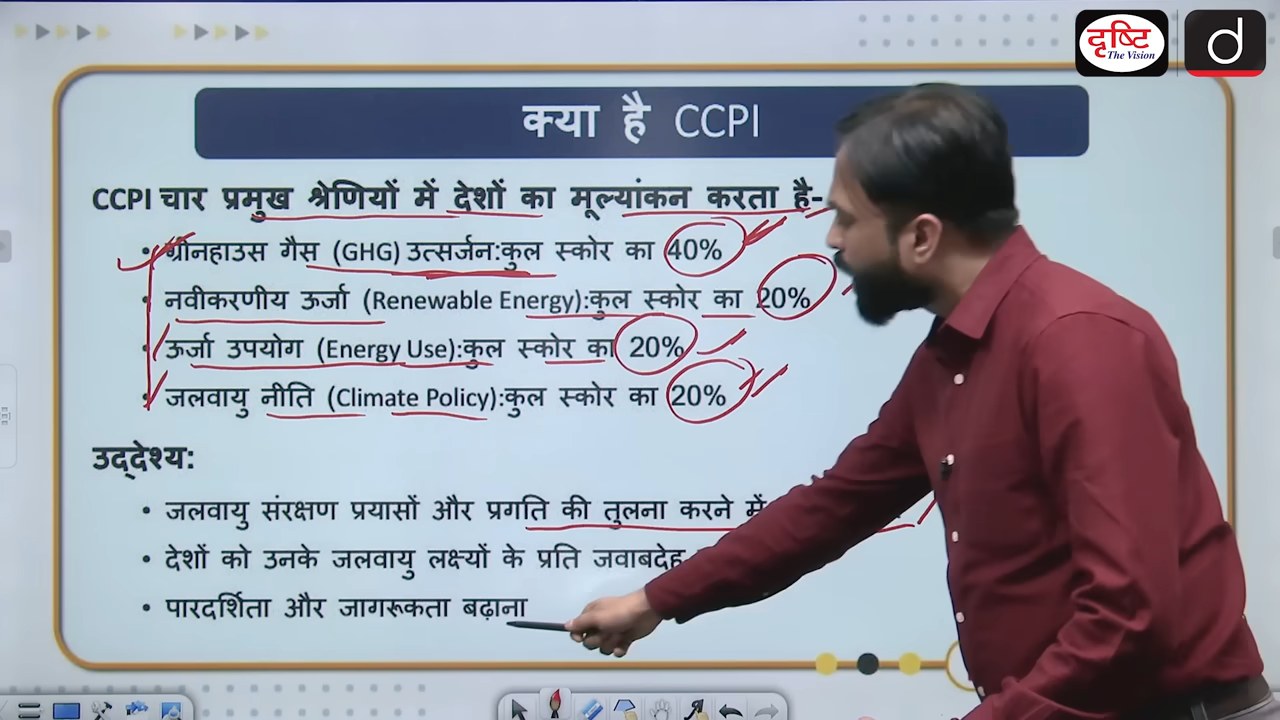 दृष्टि
The Vision
d
क्या है CCPI
CCPI चार प्रमुख श्रेणियों में देशों का मूल्यांकन करता है-
• ग्रीनहाउस गैस (GHG) उत्सर्जन:कुल स्कोर का 40%
• नवीकरणीय ऊर्जा (Renewable Energy):कुल स्कोर का 20%
• ऊर्जा उपयोग (Energy Use):कुल स्कोर का 20%
• जलवायु नीति (Climate Policy):कुल स्कोर का 20%
उद्देश्य:
• जलवायु संरक्षण प्रयासों और प्रगति की तुलना करने में
• देशों को उनके जलवायु लक्ष्यों के प्रति जवाबदेह
• पारदर्शिता और जागरूकता बढ़ाना